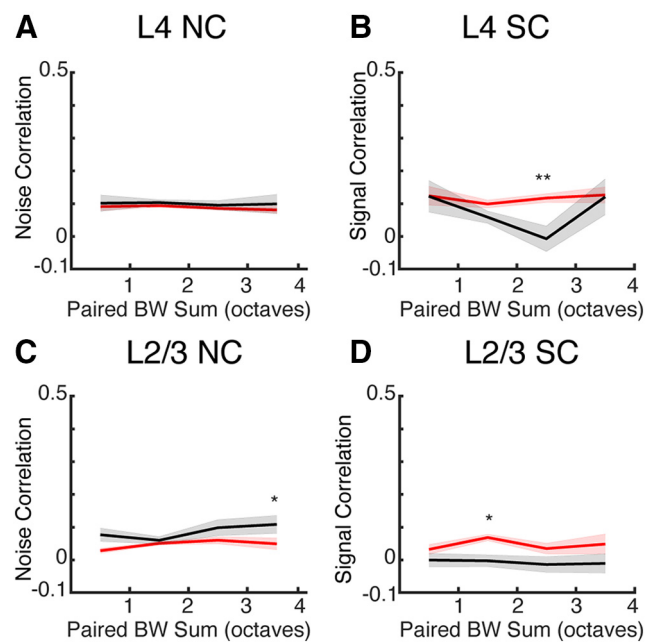 A L4 NC
0.5
0
-0.1
Noise Correlation
1 2 3 4
Paired BW Sum (octaves)
B L4 SC
0.5
0
-0.1
Signal Correlation
**
1 2 3 4
Paired BW Sum (octaves)
C L2/3 NC
0.5
0
-0.1
Noise Correlation
*
1 2 3 4
Paired BW Sum (octaves)
D L2/3 SC
0.5
0
-0.1
Signal Correlation
*
1 2 3 4
Paired BW Sum (octaves)